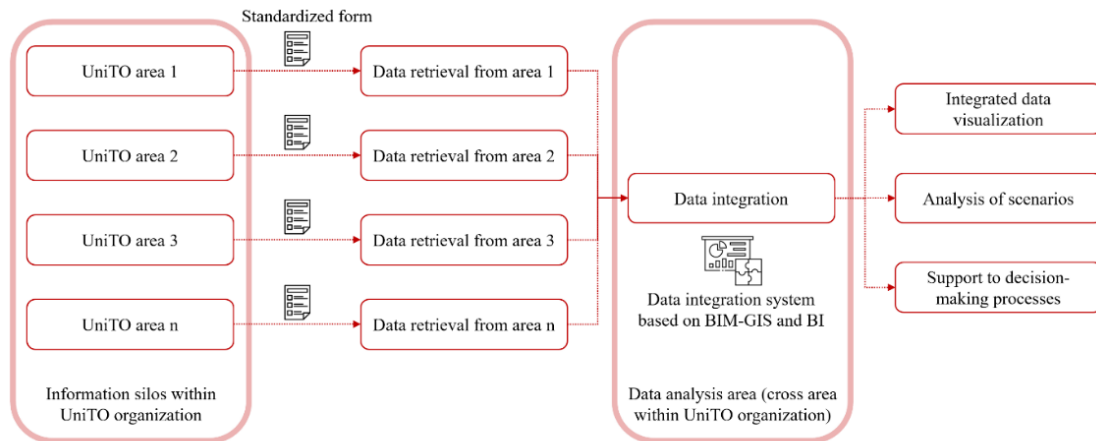 Standardized form
UniTO area 1
Data retrieval from area 1
UniTO area 2
Data retrieval from area 2
UniTO area 3
Data retrieval from area 3
UniTO area n
Data retrieval from area n
Information silos within
UniTO organization
Data integration
Data integration system
based on BIM-GIS and BI
Data analysis area (cross area
within UniTO organization)
Integrated data
visualization
Analysis of scenarios
Support to decision-
making processes